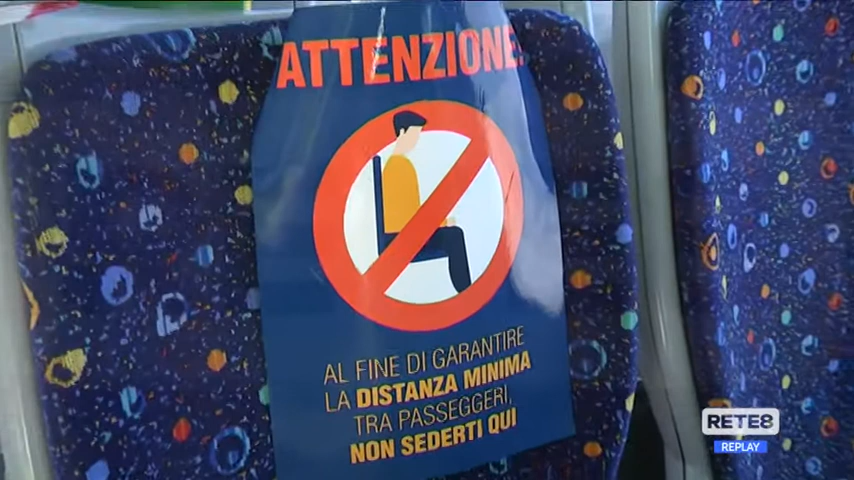 ATTENZIONE!
AL FINE DI GARANTIRE
LA DISTANZA MINIMA
TRA PASSEGGERI,
NON SEDERTI QUI
RETE8
REPLAY